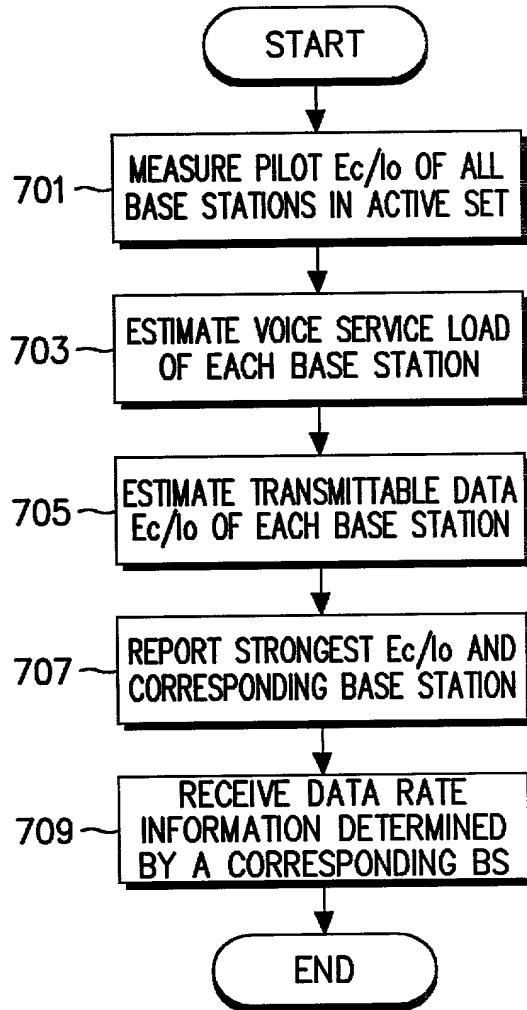 START
701
MEASURE PILOT Ec/Io OF ALL
BASE STATIONS IN ACTIVE SET
703
ESTIMATE VOICE SERVICE LOAD
OF EACH BASE STATION
705
ESTIMATE TRANSMITTABLE DATA
Ec/Io OF EACH BASE STATION
707
REPORT STRONGEST Ec/Io AND
CORRESPONDING BASE STATION
709
RECEIVE DATA RATE
INFORMATION DETERMINED
BY A CORRESPONDING BS
END